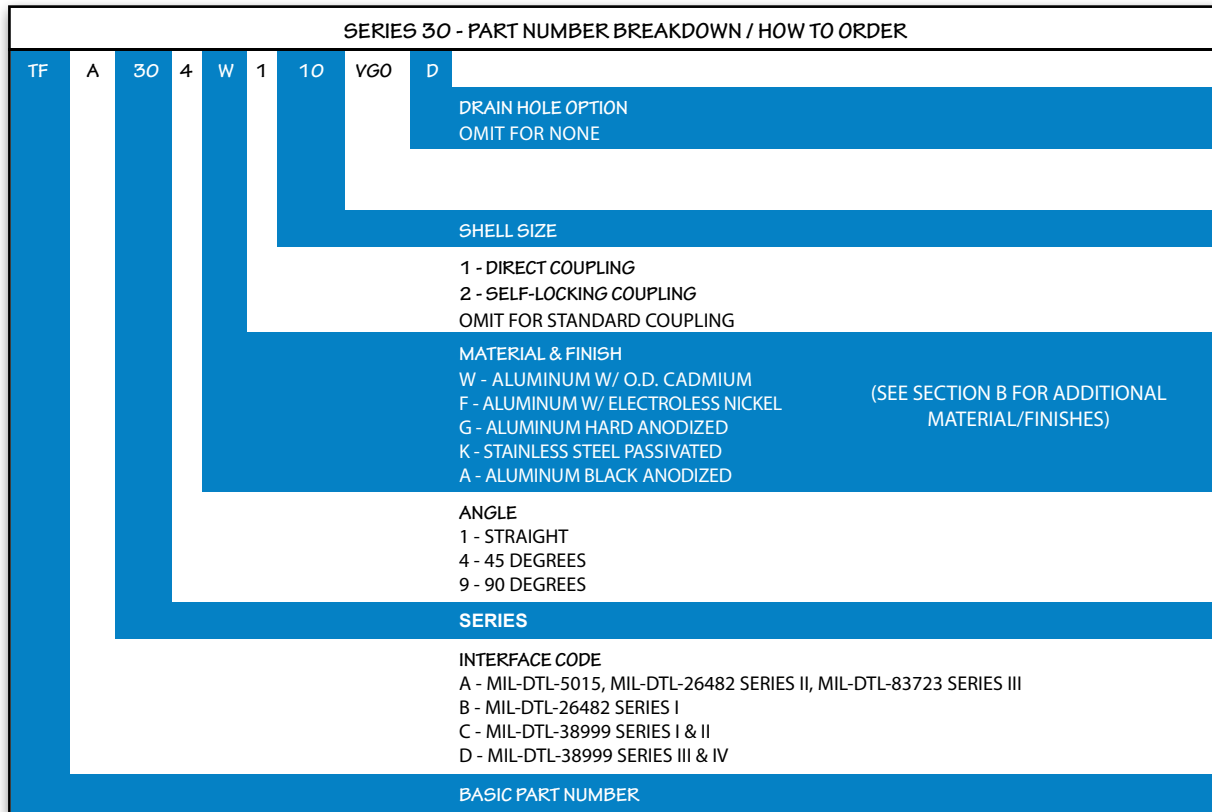 SERIES 30 - PART NUMBER BREAKDOWN / HOW TO ORDER
TF A 30 4 W 1 10 VG0 D
DRAIN HOLE OPTION
OMIT FOR NONE
SHELL SIZE
1 - DIRECT COUPLING
2 - SELF-LOCKING COUPLING
OMIT FOR STANDARD COUPLING
MATERIAL & FINISH
W - ALUMINUM W/ O.D. CADMIUM
F - ALUMINUM W/ ELECTROLESS NICKEL
G - ALUMINUM HARD ANODIZED
K - STAINLESS STEEL PASSIVATED
A - ALUMINUM BLACK ANODIZED
(SEE SECTION B FOR ADDITIONAL
MATERIAL/FINISHES)
ANGLE
1 - STRAIGHT
4 - 45 DEGREES
9 - 90 DEGREES
SERIES
INTERFACE CODE
A - MIL-DTL-5015, MIL-DTL-26482 SERIES II, MIL-DTL-83723 SERIES III
B - MIL-DTL-26482 SERIES I
C - MIL-DTL-38999 SERIES I & II
D - MIL-DTL-38999 SERIES III & IV
BASIC PART NUMBER